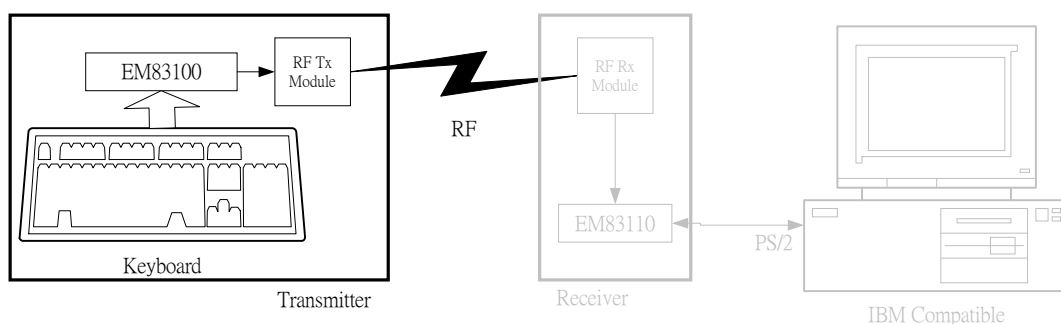 EM83100
RF Tx
Module
RF
Keyboard
Transmitter
RF Rx
Module
EM83110
Receiver
PS/2
IBM Compatible